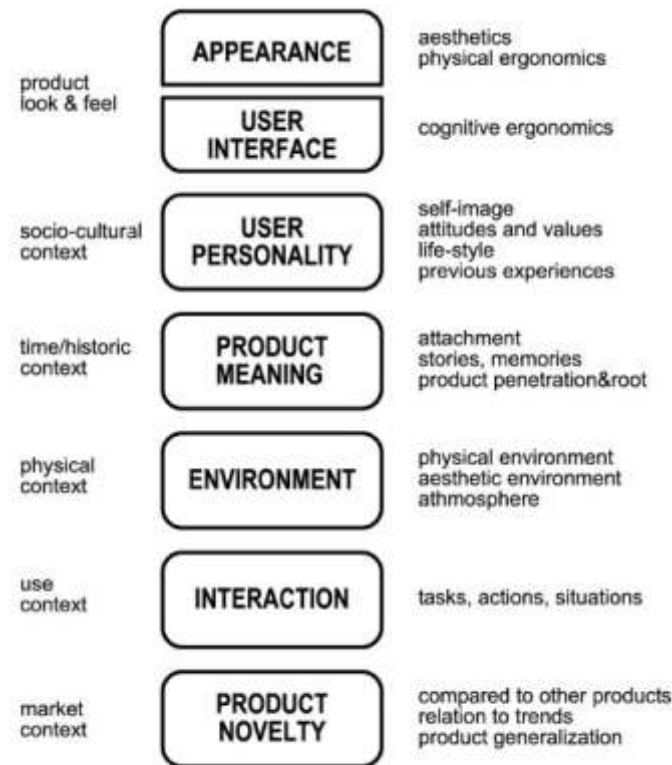 APPEARANCE
aesthetics
physical ergonomics
product
look & feel
USER
INTERFACE
cognitive ergonomics
socio-cultural
context
USER
PERSONALITY
self-image
attitudes and values
life-style
previous experiences
time/historic
context
PRODUCT
MEANING
attachment
stories, memories
product penetration&root
physical
context
ENVIRONMENT
physical environment
aesthetic environment
athmosphere
use
context
INTERACTION
tasks, actions, situations
market
context
PRODUCT
NOVELTY
compared to other products
relation to trends
product generalization